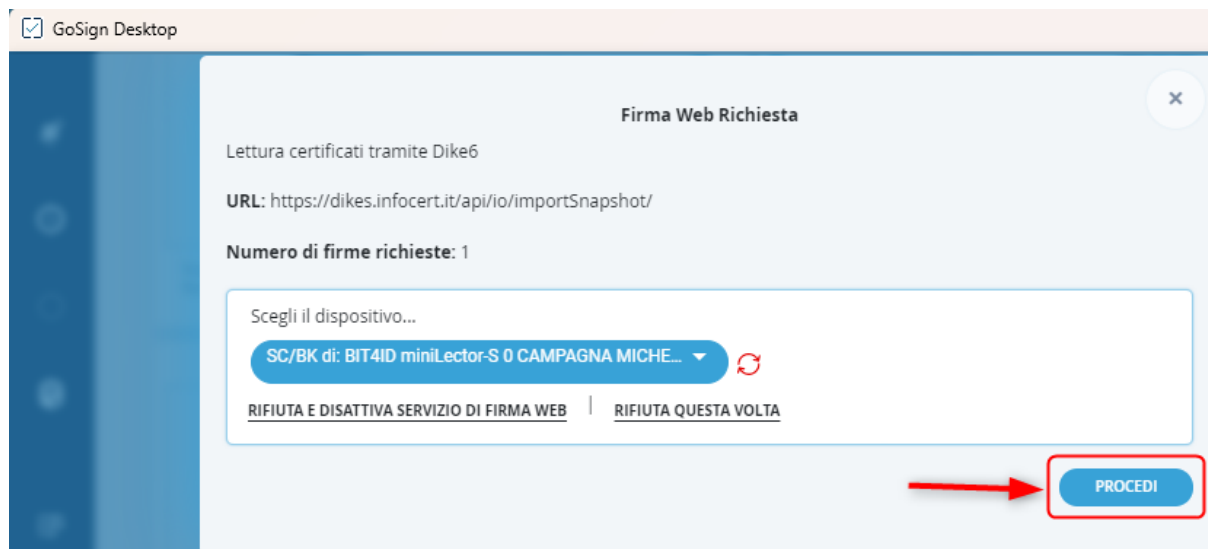 GoSign Desktop
Firma Web Richiesta
Lettura certificati tramite Dike6
URL: https://dikes.infocert.it/api/io/importSnapshot/
Numero di firme richieste: 1
Scegli il dispositivo...
SC/BK di: BIT4ID miniLector-S 0 CAMPAGNA MICHE...
RIFIUTA E DISATTIVA SERVIZIO DI FIRMA WEB | RIFIUTA QUESTA VOLTA
PROCEDI